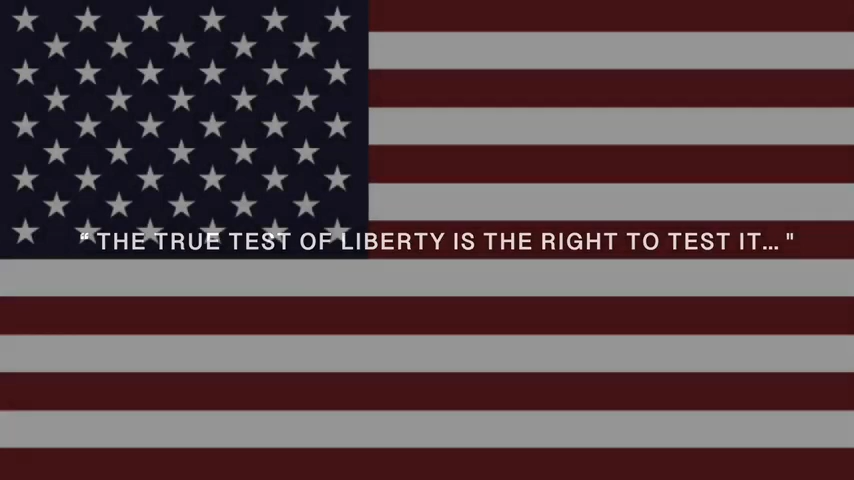 “ THE TRUE TEST OF LIBERTY IS THE RIGHT TO TEST IT... "